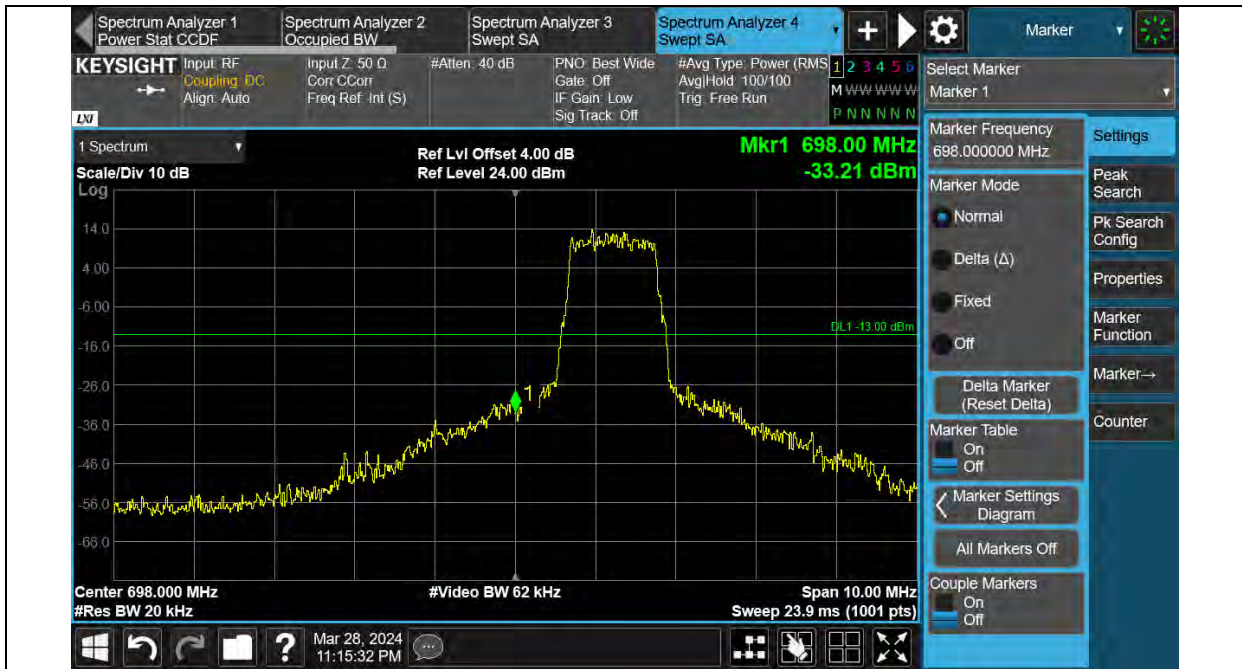 Spectrum Analyzer 1
Power Stat CCDF
Spectrum Analyzer 2
Occupied BW
Spectrum Analyzer 3
Swept SA
Spectrum Analyzer 4
Swept SA
+
Marker
KEYSIGHT
LXI
Input: RF
Coupling: DC
Align: Auto
Input Z: 50 Ω
Corr CCorr
Freq Ref: Int (S)
#Atten: 40 dB
PNO: Best Wide
Gate: Off
IF Gain: Low
Sig Track: Off
#Avg Type: Power (RMS
Avg|Hold: 100/100
Trig: Free Run
1 2 3 4 5 6
M W W W W W
P N N N N N
Select Marker
Marker 1
1 Spectrum
Scale/Div 10 dB
Log
Ref Lvl Offset 4.00 dB
Ref Level 24.00 dBm
Mkr1 698.00 MHz
-33.21 dBm
14.0
4.00
-6.00
-16.0
-26.0
-36.0
-46.0
-56.0
-66.0
DL1 -13.00 dBm
1
Center 698.000 MHz
#Res BW 20 kHz
#Video BW 62 kHz
Span 10.00 MHz
Sweep 23.9 ms (1001 pts)
Marker Frequency
698.000000 MHz
Marker Mode
Normal
Delta (Δ)
Fixed
Off
Delta Marker
(Reset Delta)
Marker Table
On
Off
Marker Settings
Diagram
All Markers Off
Couple Markers
On
Off
Settings
Peak
Search
Pk Search
Config
Properties
Marker
Function
Marker→
Counter
?
Mar 28, 2024
11:15:32 PM